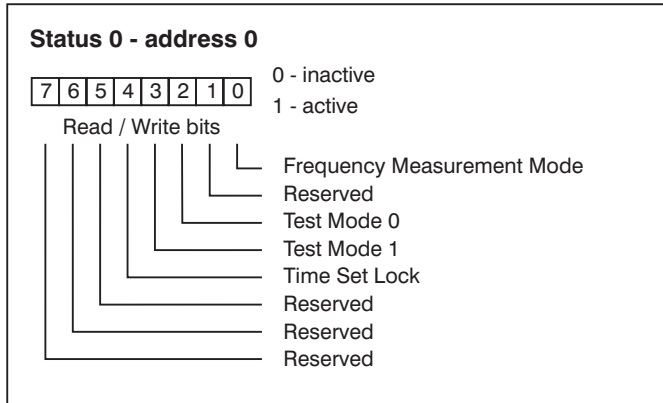 Status 0 - address 0
0 - inactive
7 6 5 4 3 2 1 0
1 - active
Read / Write bits
Frequency Measurement Mode
Reserved
Test Mode 0
Test Mode 1
Time Set Lock
Reserved
Reserved
Reserved